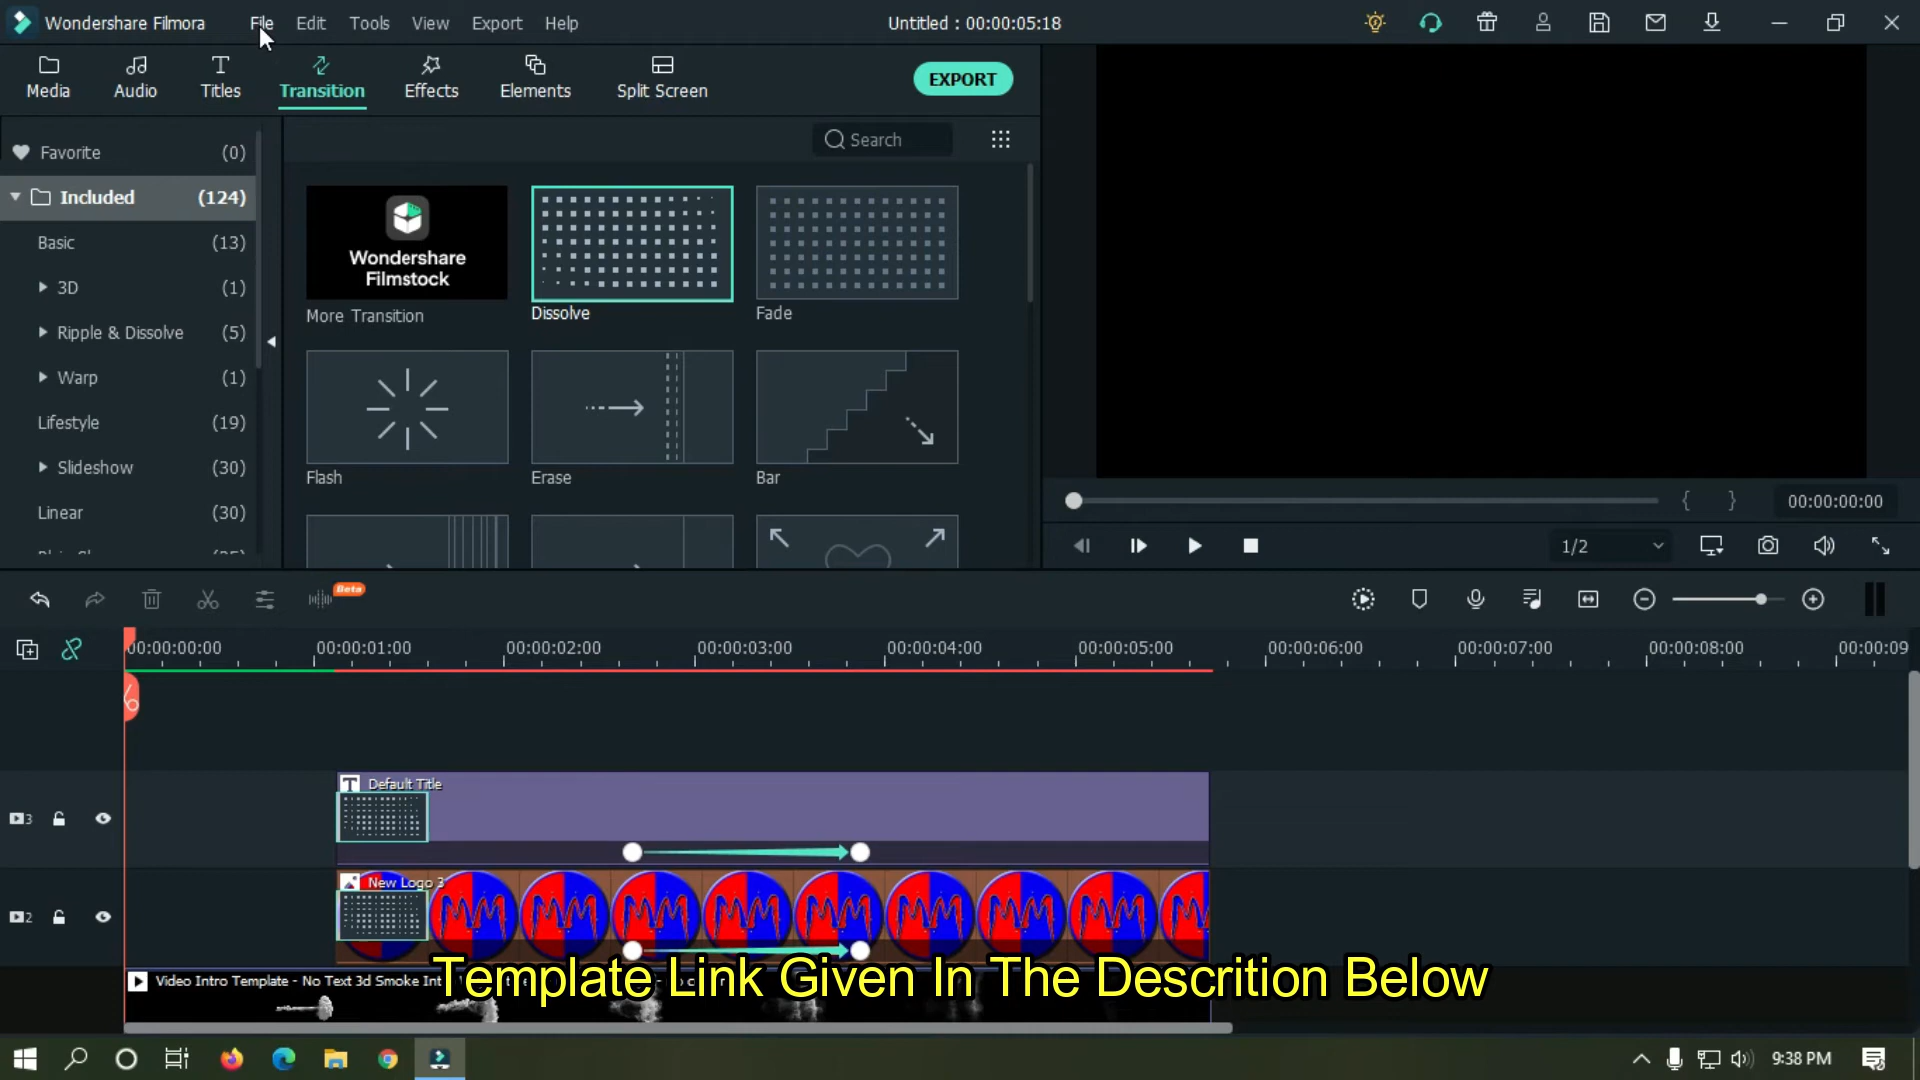 Wondershare Filmora File Edit Tools View Export Help Untitled : 00:00:05:18
Media Audio Titles Transition Effects Elements Split Screen EXPORT
Favorite (0)
Search
Included (124)
Basic (13)
3D (1)
Ripple & Dissolve (5)
Warp (1)
Lifestyle (19)
Slideshow (30)
Linear (30)
Wondershare
Filmstock
More Transition Dissolve Fade
Flash Erase Bar
00:00:00:00
1/2
Beta
00:00:00:00 00:00:01:00 00:00:02:00 00:00:03:00 00:00:04:00 00:00:05:00 00:00:06:00 00:00:07:00 00:00:08:00 00:00:09
Default Title
3
New Logo 3
2
Video Intro Template - No Text 3d Smoke
Template Link Given In The Descrition Below
9:38 PM